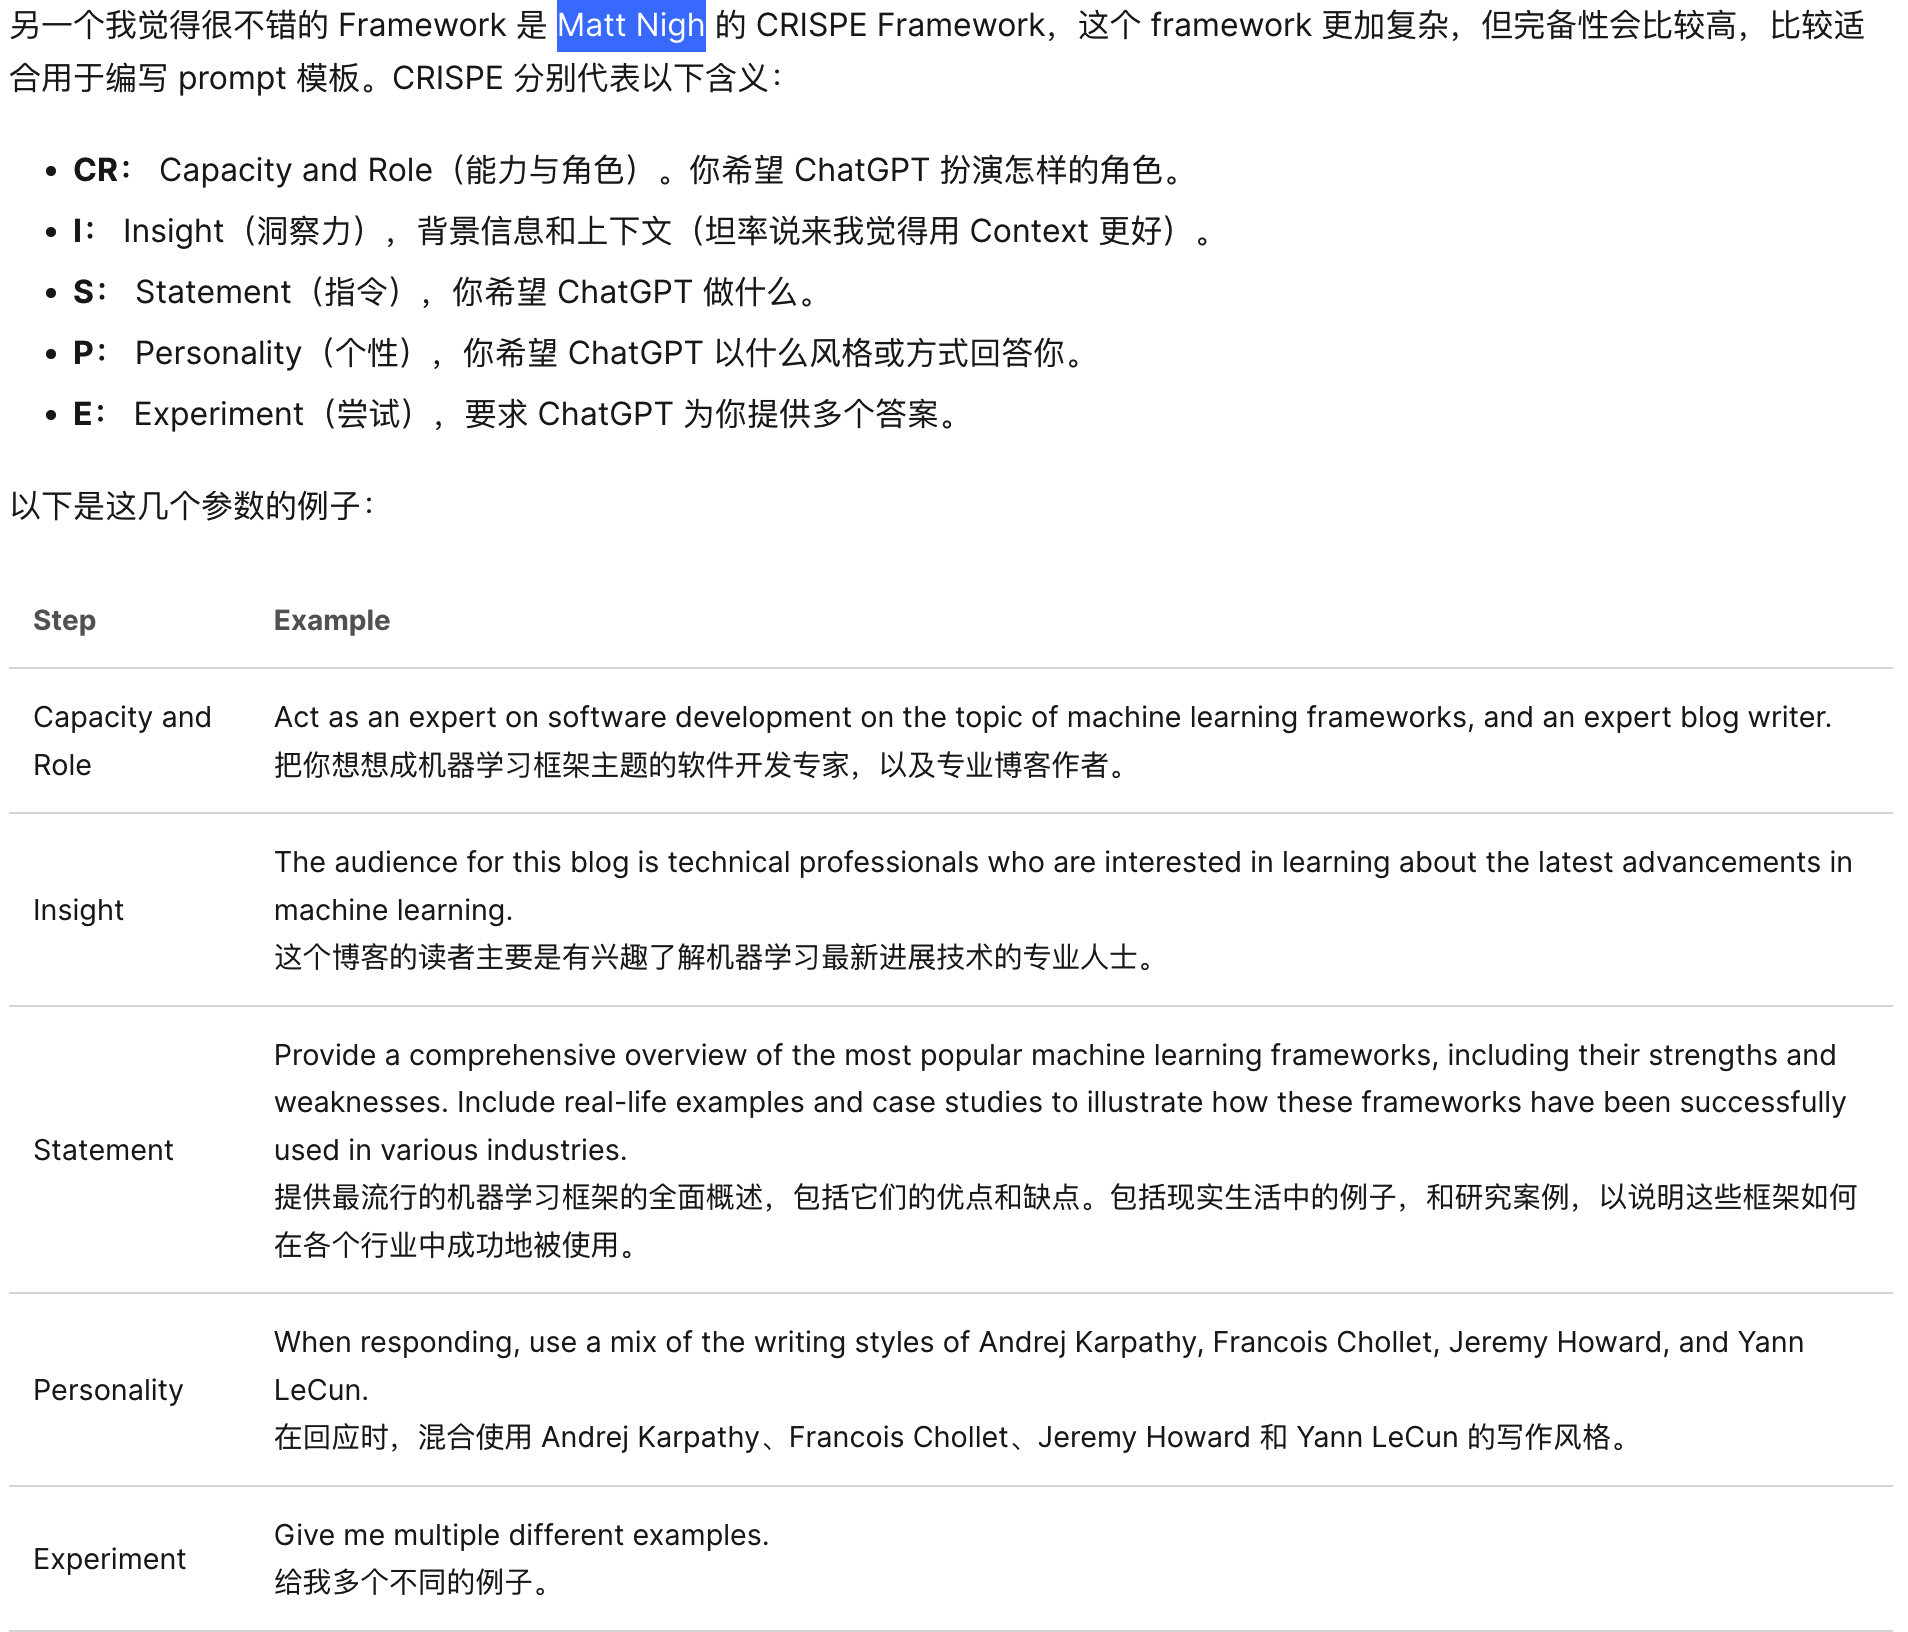 另一个我觉得很不错的 Framework 是 Matt Nigh 的 CRISPE Framework，这个 framework 更加复杂，但完备性会比较高，比较适
合用于编写 prompt 模板。CRISPE 分别代表以下含义：
• CR： Capacity and Role（能力与角色）。你希望 ChatGPT 扮演怎样的角色。
• I： Insight（洞察力），背景信息和上下文（坦率说来我觉得用 Context 更好）。
• S： Statement（指令），你希望 ChatGPT 做什么。
• P： Personality（个性），你希望 ChatGPT 以什么风格或方式回答你。
• E： Experiment（尝试），要求 ChatGPT 为你提供多个答案。
以下是这几个参数的例子：
Step Example
Capacity and
Role
Act as an expert on software development on the topic of machine learning frameworks, and an expert blog writer.
把你想想成机器学习框架主题的软件开发专家，以及专业博客作者。
Insight
The audience for this blog is technical professionals who are interested in learning about the latest advancements in
machine learning.
这个博客的读者主要是有兴趣了解机器学习最新进展技术的专业人士。
Statement
Provide a comprehensive overview of the most popular machine learning frameworks, including their strengths and
weaknesses. Include real-life examples and case studies to illustrate how these frameworks have been successfully
used in various industries.
提供最流行的机器学习框架的全面概述，包括它们的优点和缺点。包括现实生活中的例子，和研究案例，以说明这些框架如何
在各个行业中成功地被使用。
Personality
When responding, use a mix of the writing styles of Andrej Karpathy, Francois Chollet, Jeremy Howard, and Yann
LeCun.
在回应时，混合使用 Andrej Karpathy、Francois Chollet、Jeremy Howard 和 Yann LeCun 的写作风格。
Experiment
Give me multiple different examples.
给我多个不同的例子。